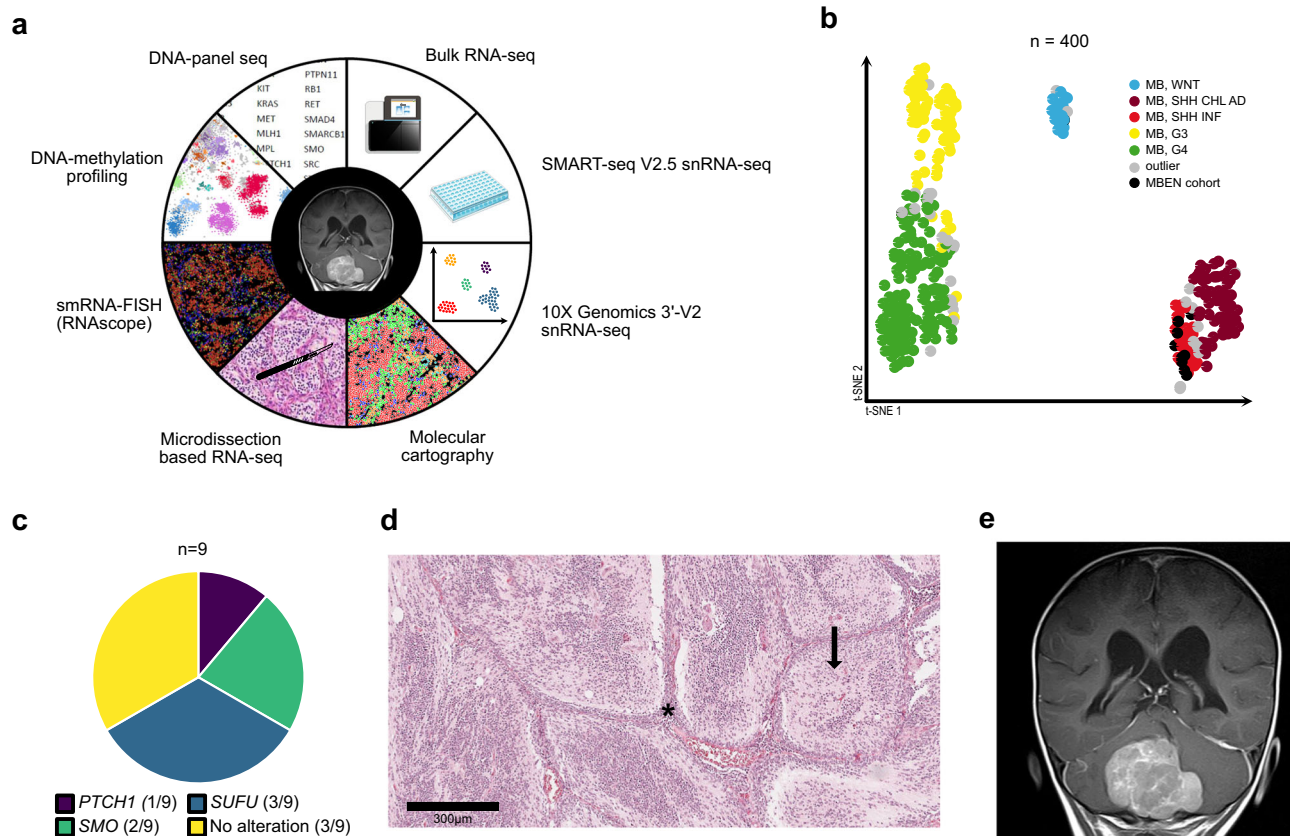 a
DNA-panel seq
Bulk RNA-seq
PTPN11
KIT
RB1
KRAS
RET
MET
SMAD4
MLH1
SMARCB1
MPL
SMO
SRC
DNA-methylation
profiling
SMART-seq V2.5 snRNA-seq
smRNA-FISH
(RNAscope)
10X Genomics 3'-V2
snRNA-seq
Microdissection
based RNA-seq
Molecular
cartography
b
n = 400
MB, WNT
MB, SHH CHL AD
MB, SHH INF
MB, G3
MB, G4
outlier
MBEN cohort
t-SNE 2
t-SNE 1
c
n=9
PTCH1 (1/9)
SUFU (3/9)
SMO (2/9)
No alteration (3/9)
d
*
300µm
e